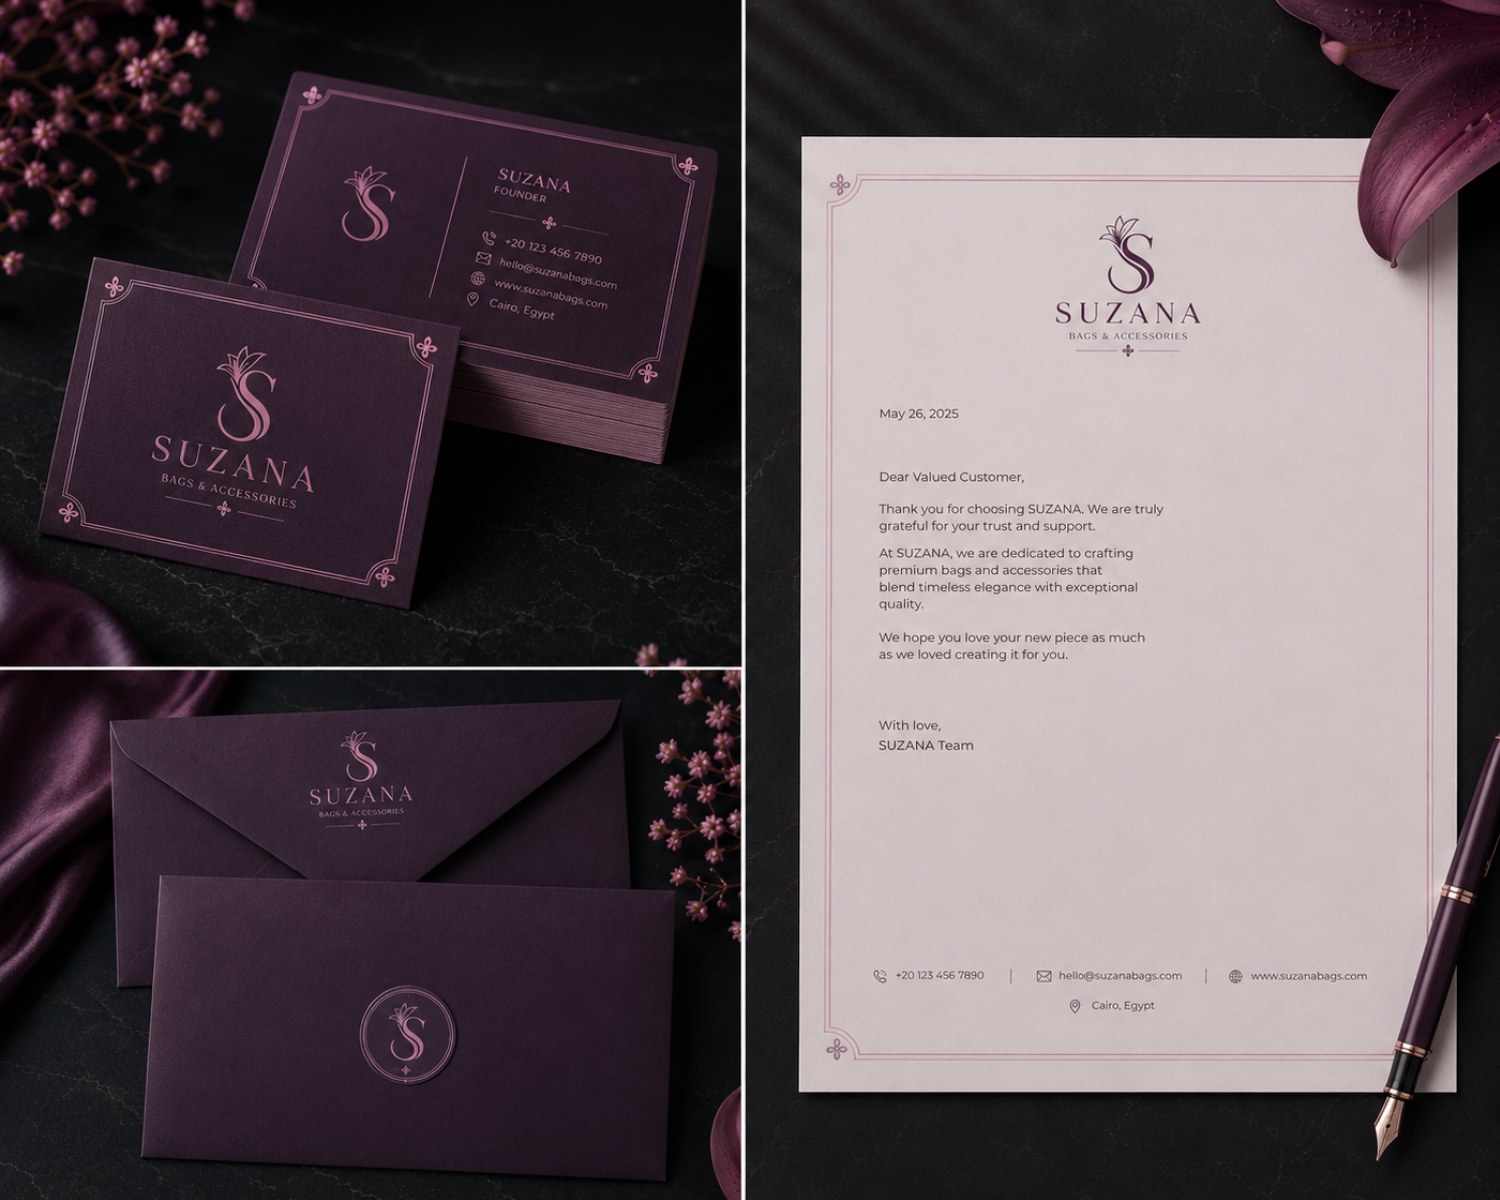 SUZANA
FOUNDER
+20 123 456 7890
hello@suzanabags.com
www.suzanabags.com
Cairo, Egypt
S
SUZANA
BAGS & ACCESSORIES
S
SUZANA
BAGS & ACCESSORIES
S
S
SUZANA
BAGS & ACCESSORIES
May 26, 2025
Dear Valued Customer,
Thank you for choosing SUZANA. We are truly
grateful for your trust and support.
At SUZANA, we are dedicated to crafting
premium bags and accessories that
blend timeless elegance with exceptional
quality.
We hope you love your new piece as much
as we loved creating it for you.
With love,
SUZANA Team
+20 123 456 7890
hello@suzanabags.com
www.suzanabags.com
Cairo, Egypt